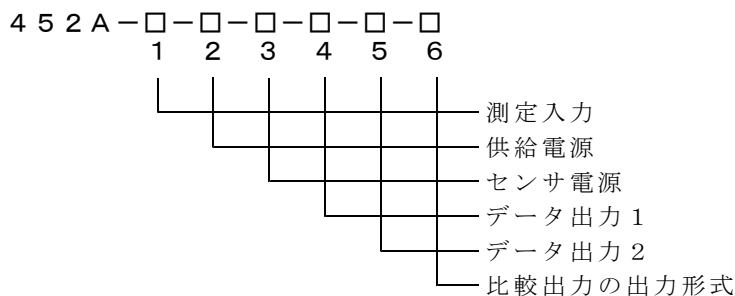 ４５２Ａ－□－□－□－□－□－□
１ ２ ３ ４ ５ ６
測定入力
供給電源
センサ電源
データ出力１
データ出力２
比較出力の出力形式